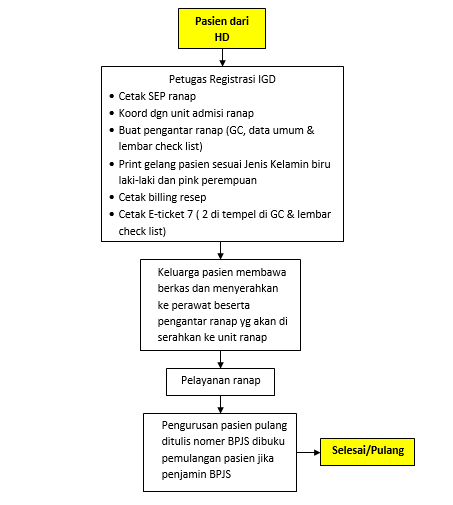 Pasien dari
HD
Petugas Registrasi IGD
• Cetak SEP ranap
• Koord dgn unit admisi ranap
• Buat pengantar ranap (GC, data umum &
lembar check list)
• Print gelang pasien sesuai Jenis Kelamin biru
laki-laki dan pink perempuan
• Cetak billing resep
• Cetak E-ticket 7 ( 2 di tempel di GC & lembar
check list)
Keluarga pasien membawa
berkas dan menyerahkan
ke perawat beserta
pengantar ranap yg akan di
serahkan ke unit ranap
Pelayanan ranap
Pengurusan pasien pulang
ditulis nomer BPJS dibuku
pemulangan pasien jika
penjamin BPJS
Selesai/Pulang